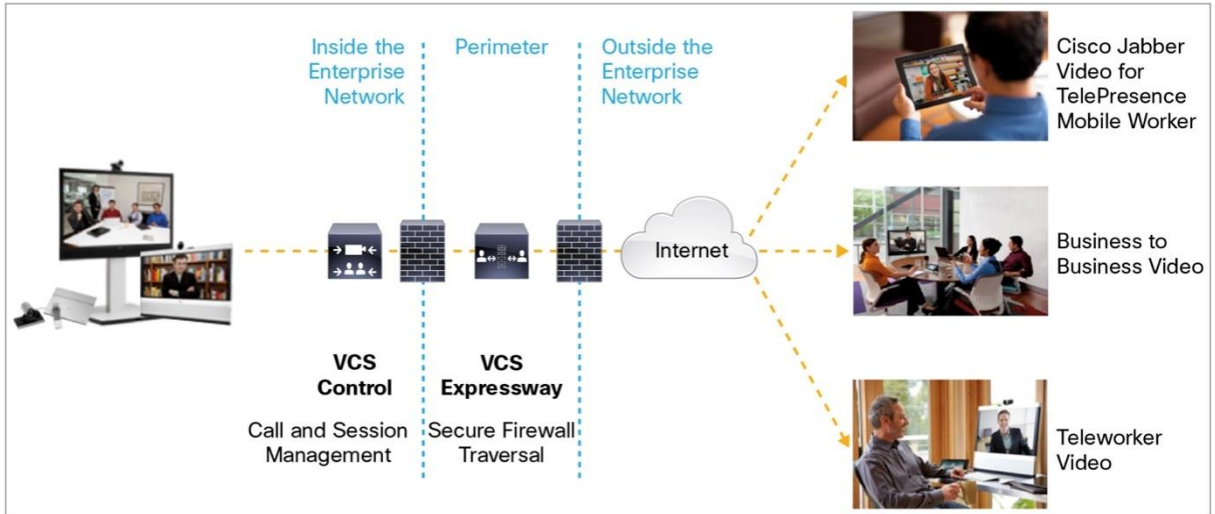 Inside the
Enterprise
Network
Perimeter
Outside the
Enterprise
Network
Internet
VCS
Control
Call and Session
Management
VCS
Expressway
Secure Firewall
Traversal
Cisco Jabber
Video for
TelePresence
Mobile Worker
Business to
Business Video
Teleworker
Video